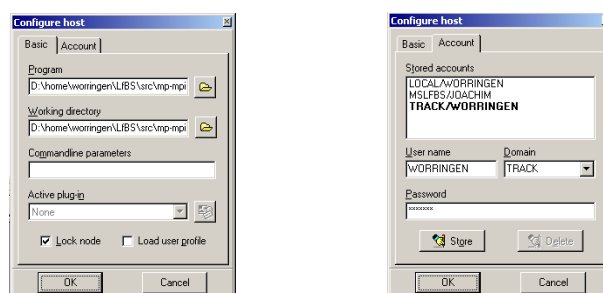 Configure host
Basic
Account
Program
D:\home\worringen\LfBS\src\mp-mpi
Working directory
D:\home\worringen\LfBS\src\mp-mpi
Commandline parameters
Active plug-in
None
Lock node
Load user profile
OK
Cancel
Configure host
Basic
Account
Stored accounts
LOCAL/WORRINGEN
MSLFBS/JOACHIM
TRACK/WORRINGEN
User name
Domain
WORRINGEN
TRACK
Password
*******
Store
Delete
OK
Cancel